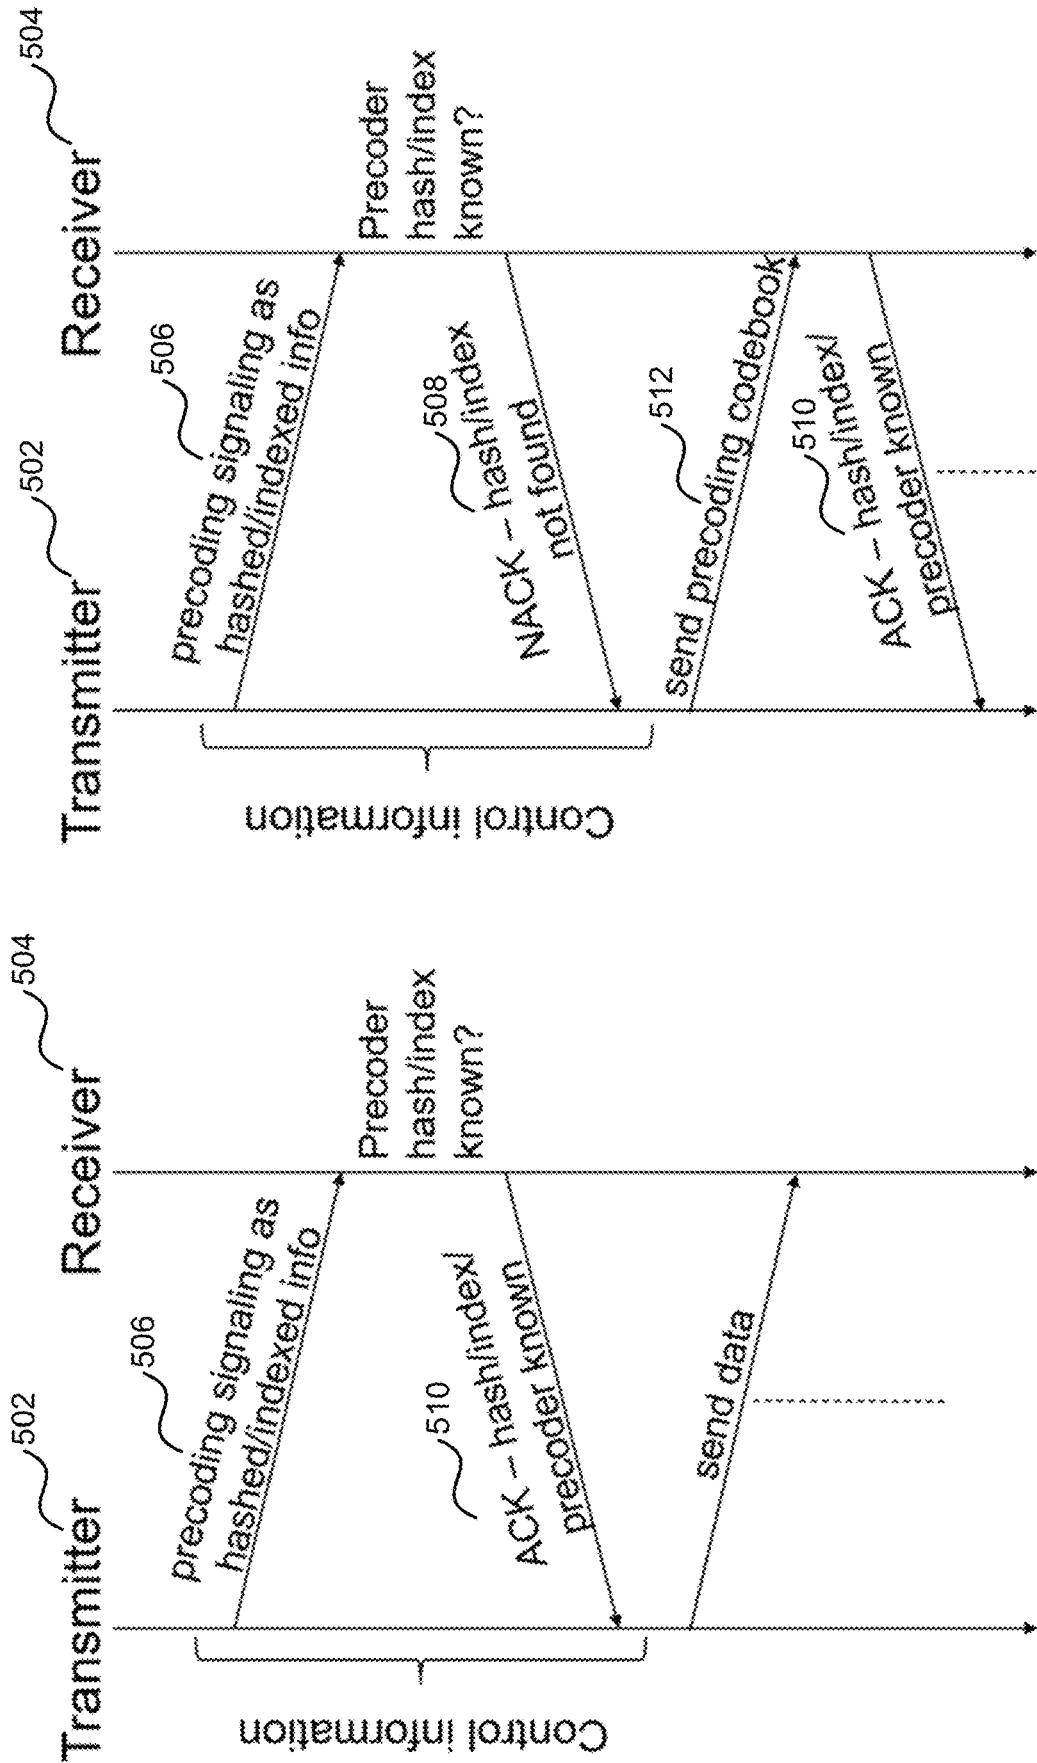 502
Transmitter
504
Receiver
506
precoding signaling as
hashed/indexed info
Precoder
hash/index
known?
510
ACK – hash/index/
precoder known
send data
Control information
502
Transmitter
504
Receiver
506
precoding signaling as
hashed/indexed info
Precoder
hash/index
known?
508
NACK – hash/index
not found
512
send precoding codebook
510
ACK – hash/index/
precoder known
Control information